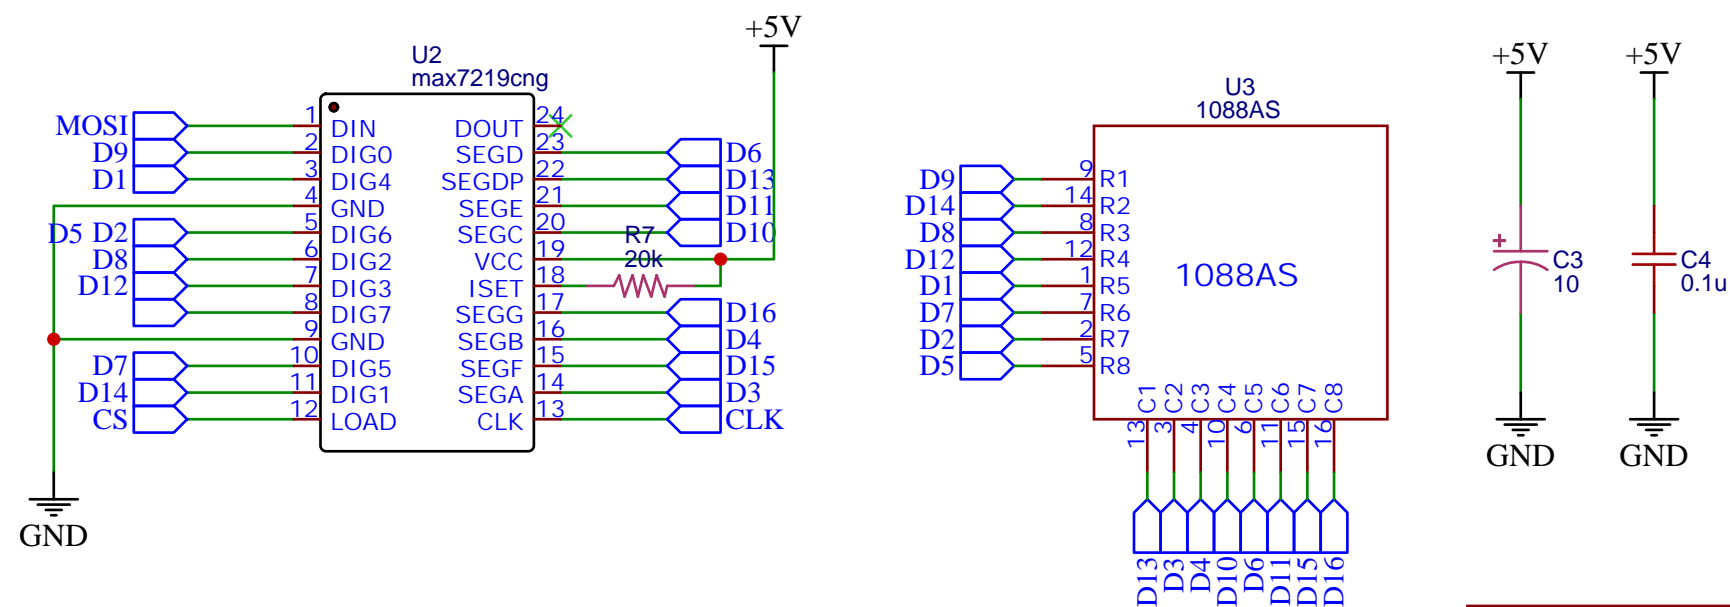 +5V
U2
max7219cng
MOSI 1 DIN DOUT 24
D9 2 DIG0 SEGD 23 D6
D1 3 DIG4 SEGDP 22 D13
4 GND SEGE 21 D11
D5 D2 5 DIG6 SEGC 20 D10
R7
20k
D8 6 DIG2 VCC 19
D12 7 DIG3 ISET 18
8 DIG7 SEGG 17 D16
9 GND SEGB 16 D4
D7 10 DIG5 SEGF 15 D15
D14 11 DIG1 SEGA 14 D3
CS 12 LOAD CLK 13 CLK
GND
U3
1088AS
D9 9 R1
D14 14 R2
D8 8 R3
D12 12 R4
D1 1 R5
D7 7 R6
D2 2 R7
D5 5 R8
1088AS
C1 C2 C3 C4 C5 C6 C7 C8
13 3 4 10 6 11 15 16
D13 D3 D4 D10 D6 D11 D15 D16
+5V +5V
+
C3
10
C4
0.1u
GND GND